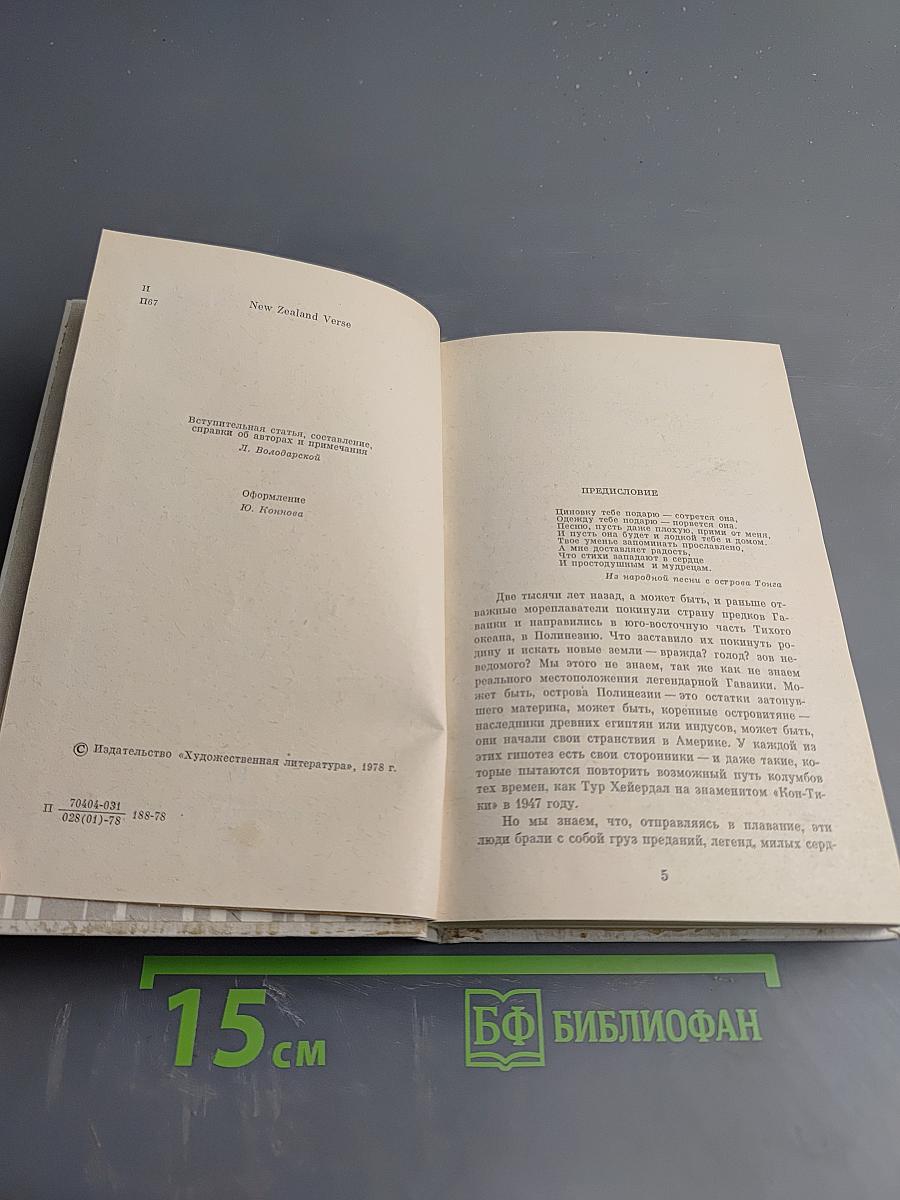 И
П67
New Zealand Verse
Вступительная статья, составление,
справки об авторах и примечания
Л. Володарской
Оформление
Ю. Коннова
© Издательство «Художественная литература», 1978 г.
П 70404-031 / 028(01)-78 188-78
ПРЕДИСЛОВИЕ
Циновку тебе подарю — сотрется она,
Одежду тебе подарю — порвется она.
Песню, пусть даже плохую, прими от меня,
И пусть она будет и лодкой тебе и домом.
Твое уменье запоминать прославлено,
А мне доставляет радость,
Что стихи западают в сердце
И простодушным и мудрецам.
Из народной песни с острова Тонга
Две тысячи лет назад, а может быть, и раньше от-
важные мореплаватели покинули страну предков Га-
ваики и направились в юго-восточную часть Тихого
океана, в Полинезию. Что заставило их покинуть ро-
дину и искать новые земли — вражда? голод? зов не-
ведомого? Мы этого не знаем, так же как не знаем
реального местоположения легендарной Гаваики. Мо-
жет быть, острова Полинезии — это остатки затонув-
шего материка, может быть, коренные островитяне —
наследники древних египтян или индусов, может быть,
они начали свои странствия в Америке. У каждой из
этих гипотез есть свои сторонники — и даже такие, ко-
торые пытаются повторить возможный путь колумбов
тех времен, как Тур Хейердал на знаменитом «Кон-Ти-
ки» в 1947 году.
Но мы знаем, что, отправляясь в плавание, эти
люди брали с собой груз преданий, легенд, милых серд-
5
15 см
БФ БИБЛИОФАН